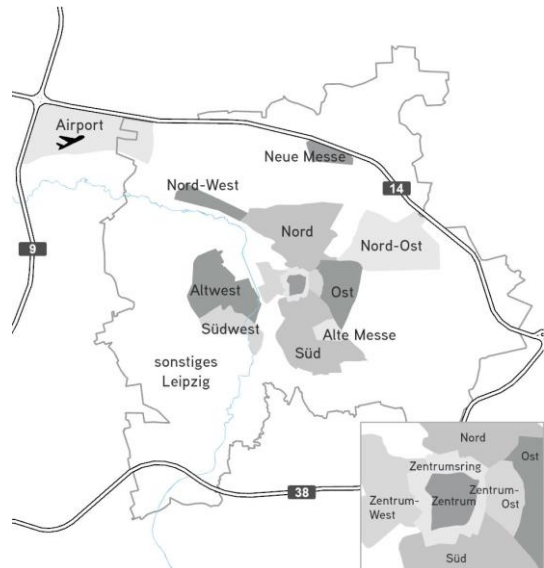 Airport
Neue Messe
Nord-West
14
Nord
9
Nord-Ost
Altwest
Ost
Südwest
Alte Messe
Süd
sonstiges
Leipzig
38
Nord
Ost
Zentrumsring
Zentrum-
West
Zentrum
Zentrum-
Ost
Süd